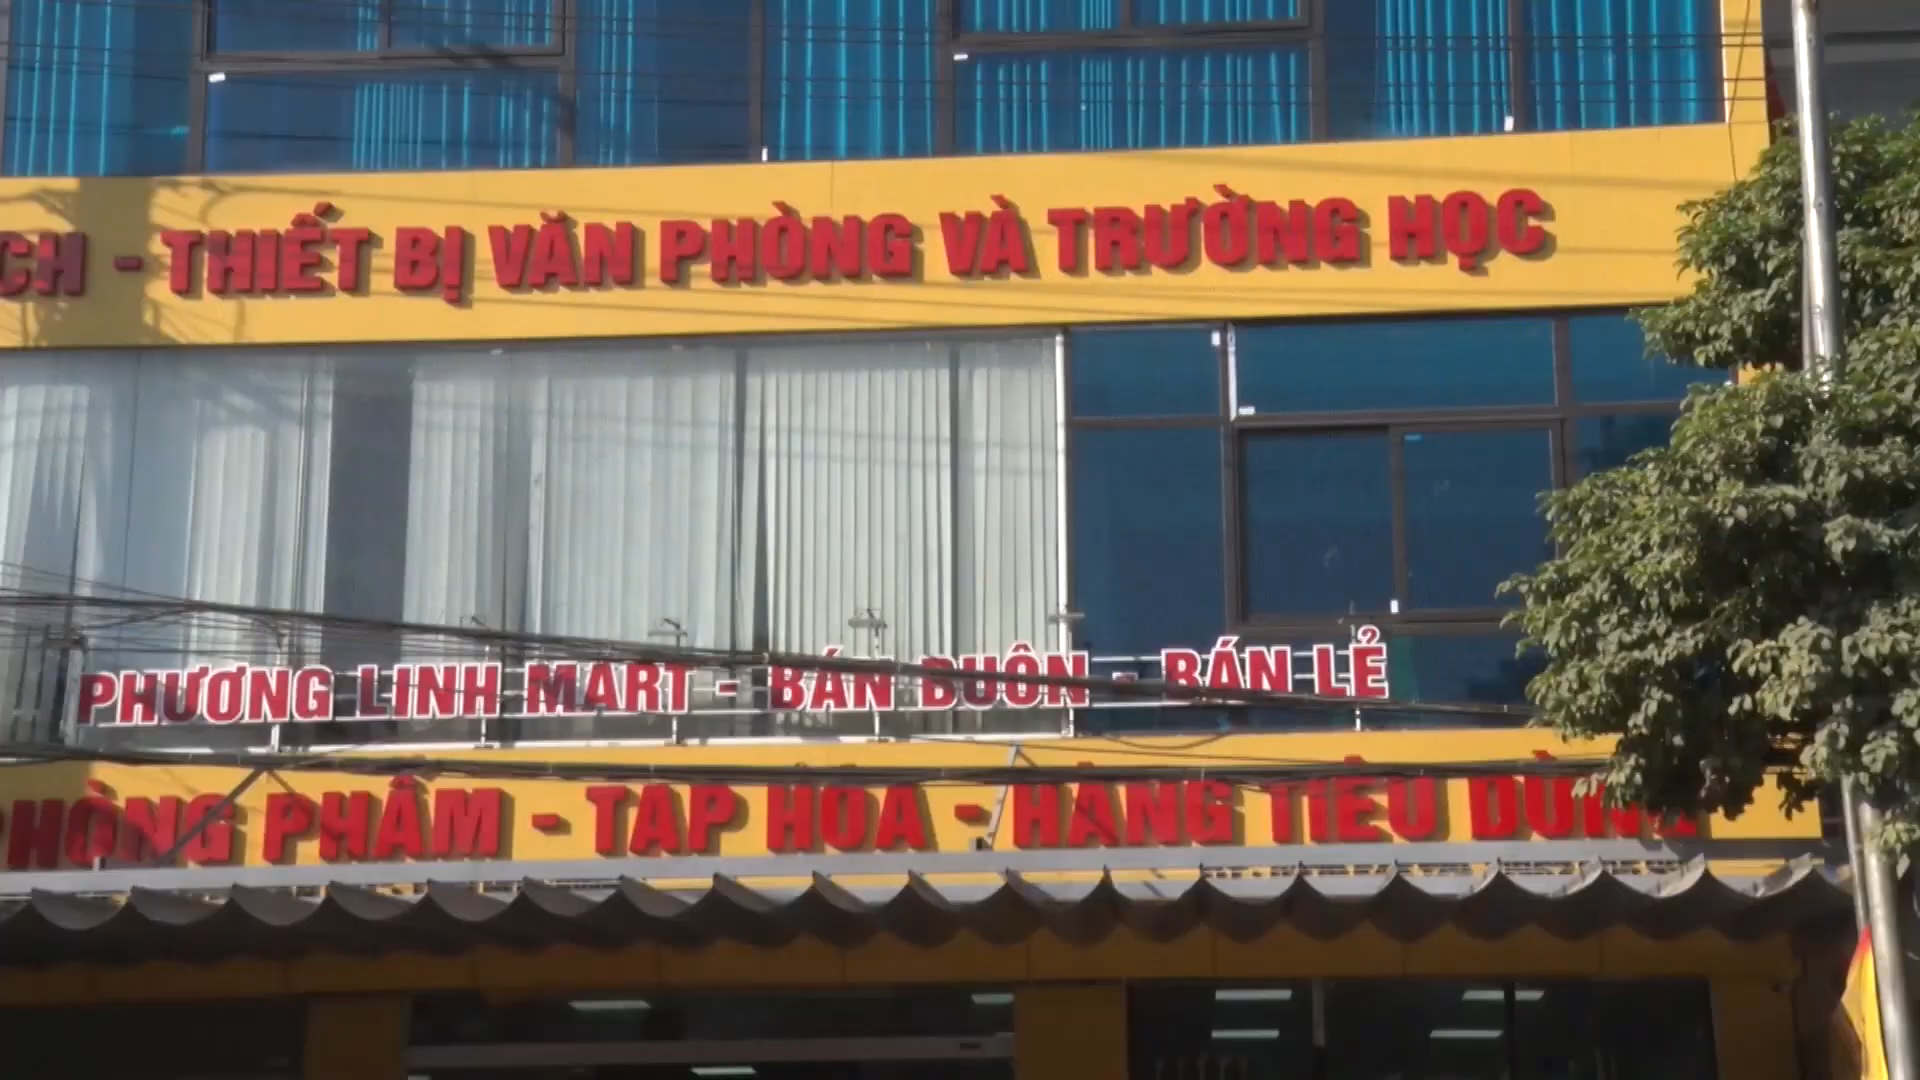 CH - THIẾT BỊ VĂN PHÒNG VÀ TRƯỜNG HỌC
PHƯƠNG LINH MART - BÁN BUÔN - BÁN LẺ
PHÒNG PHẨM - TẠP HÓA - HÀNG TIÊU DÙNG